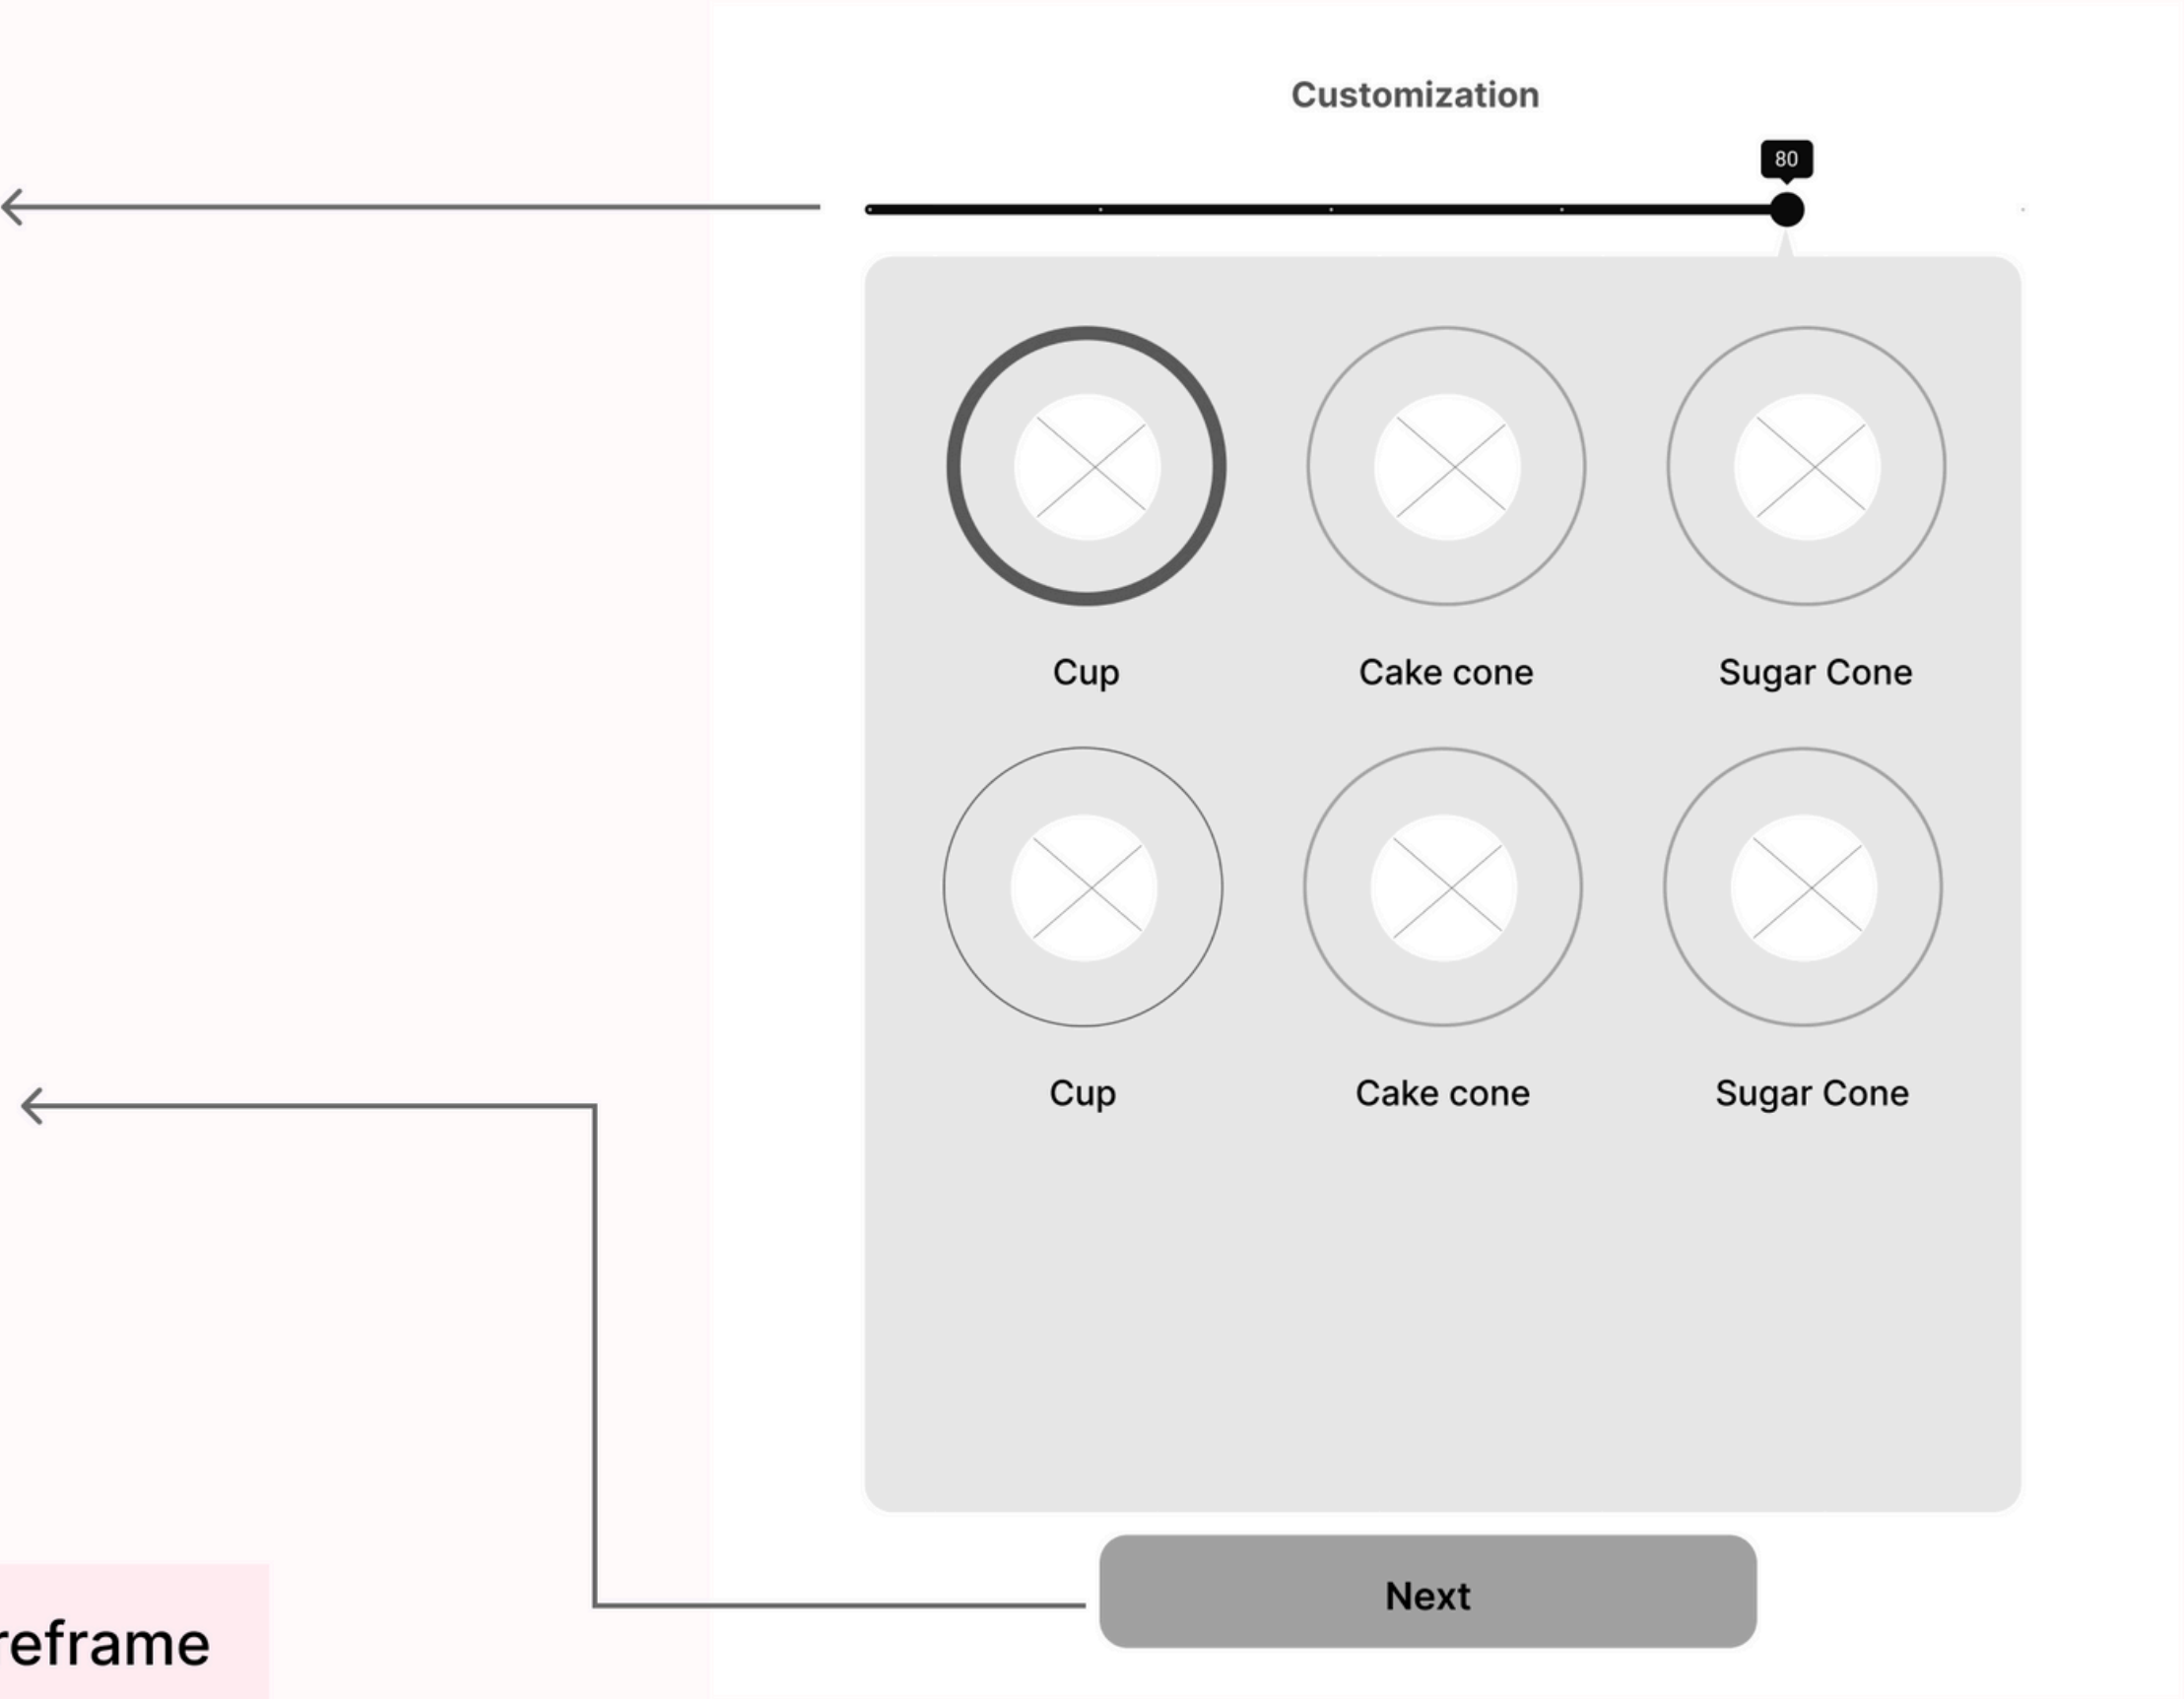 Customization
80
Cup
Cake cone
Sugar Cone
Cup
Cake cone
Sugar Cone
Next
reframe